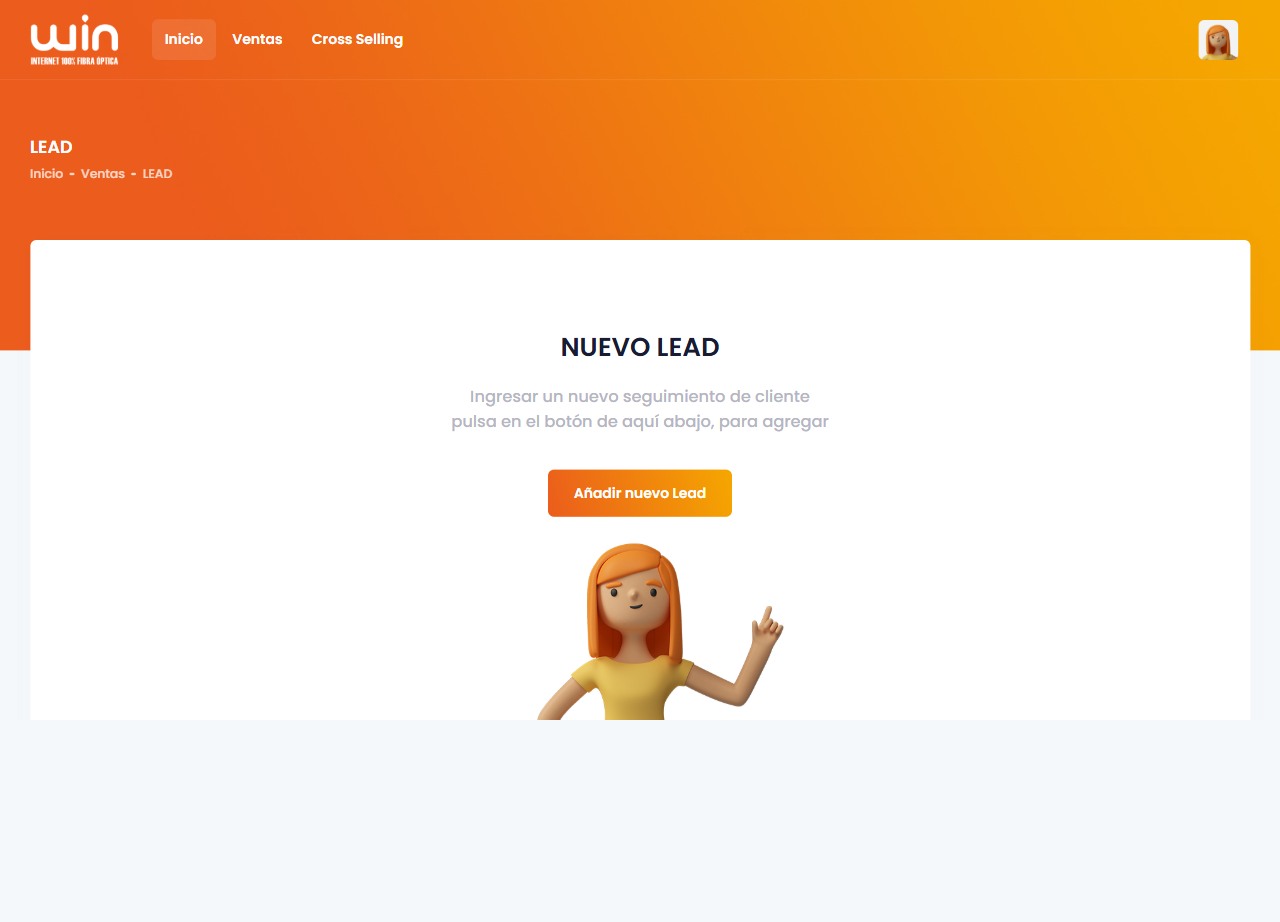 win
INTERNET 100% FIBRA ÓPTICA
Inicio
Ventas
Cross Selling
LEAD
Inicio - Ventas - LEAD
NUEVO LEAD
Ingresar un nuevo seguimiento de cliente
pulsa en el botón de aquí abajo, para agregar
Añadir nuevo Lead